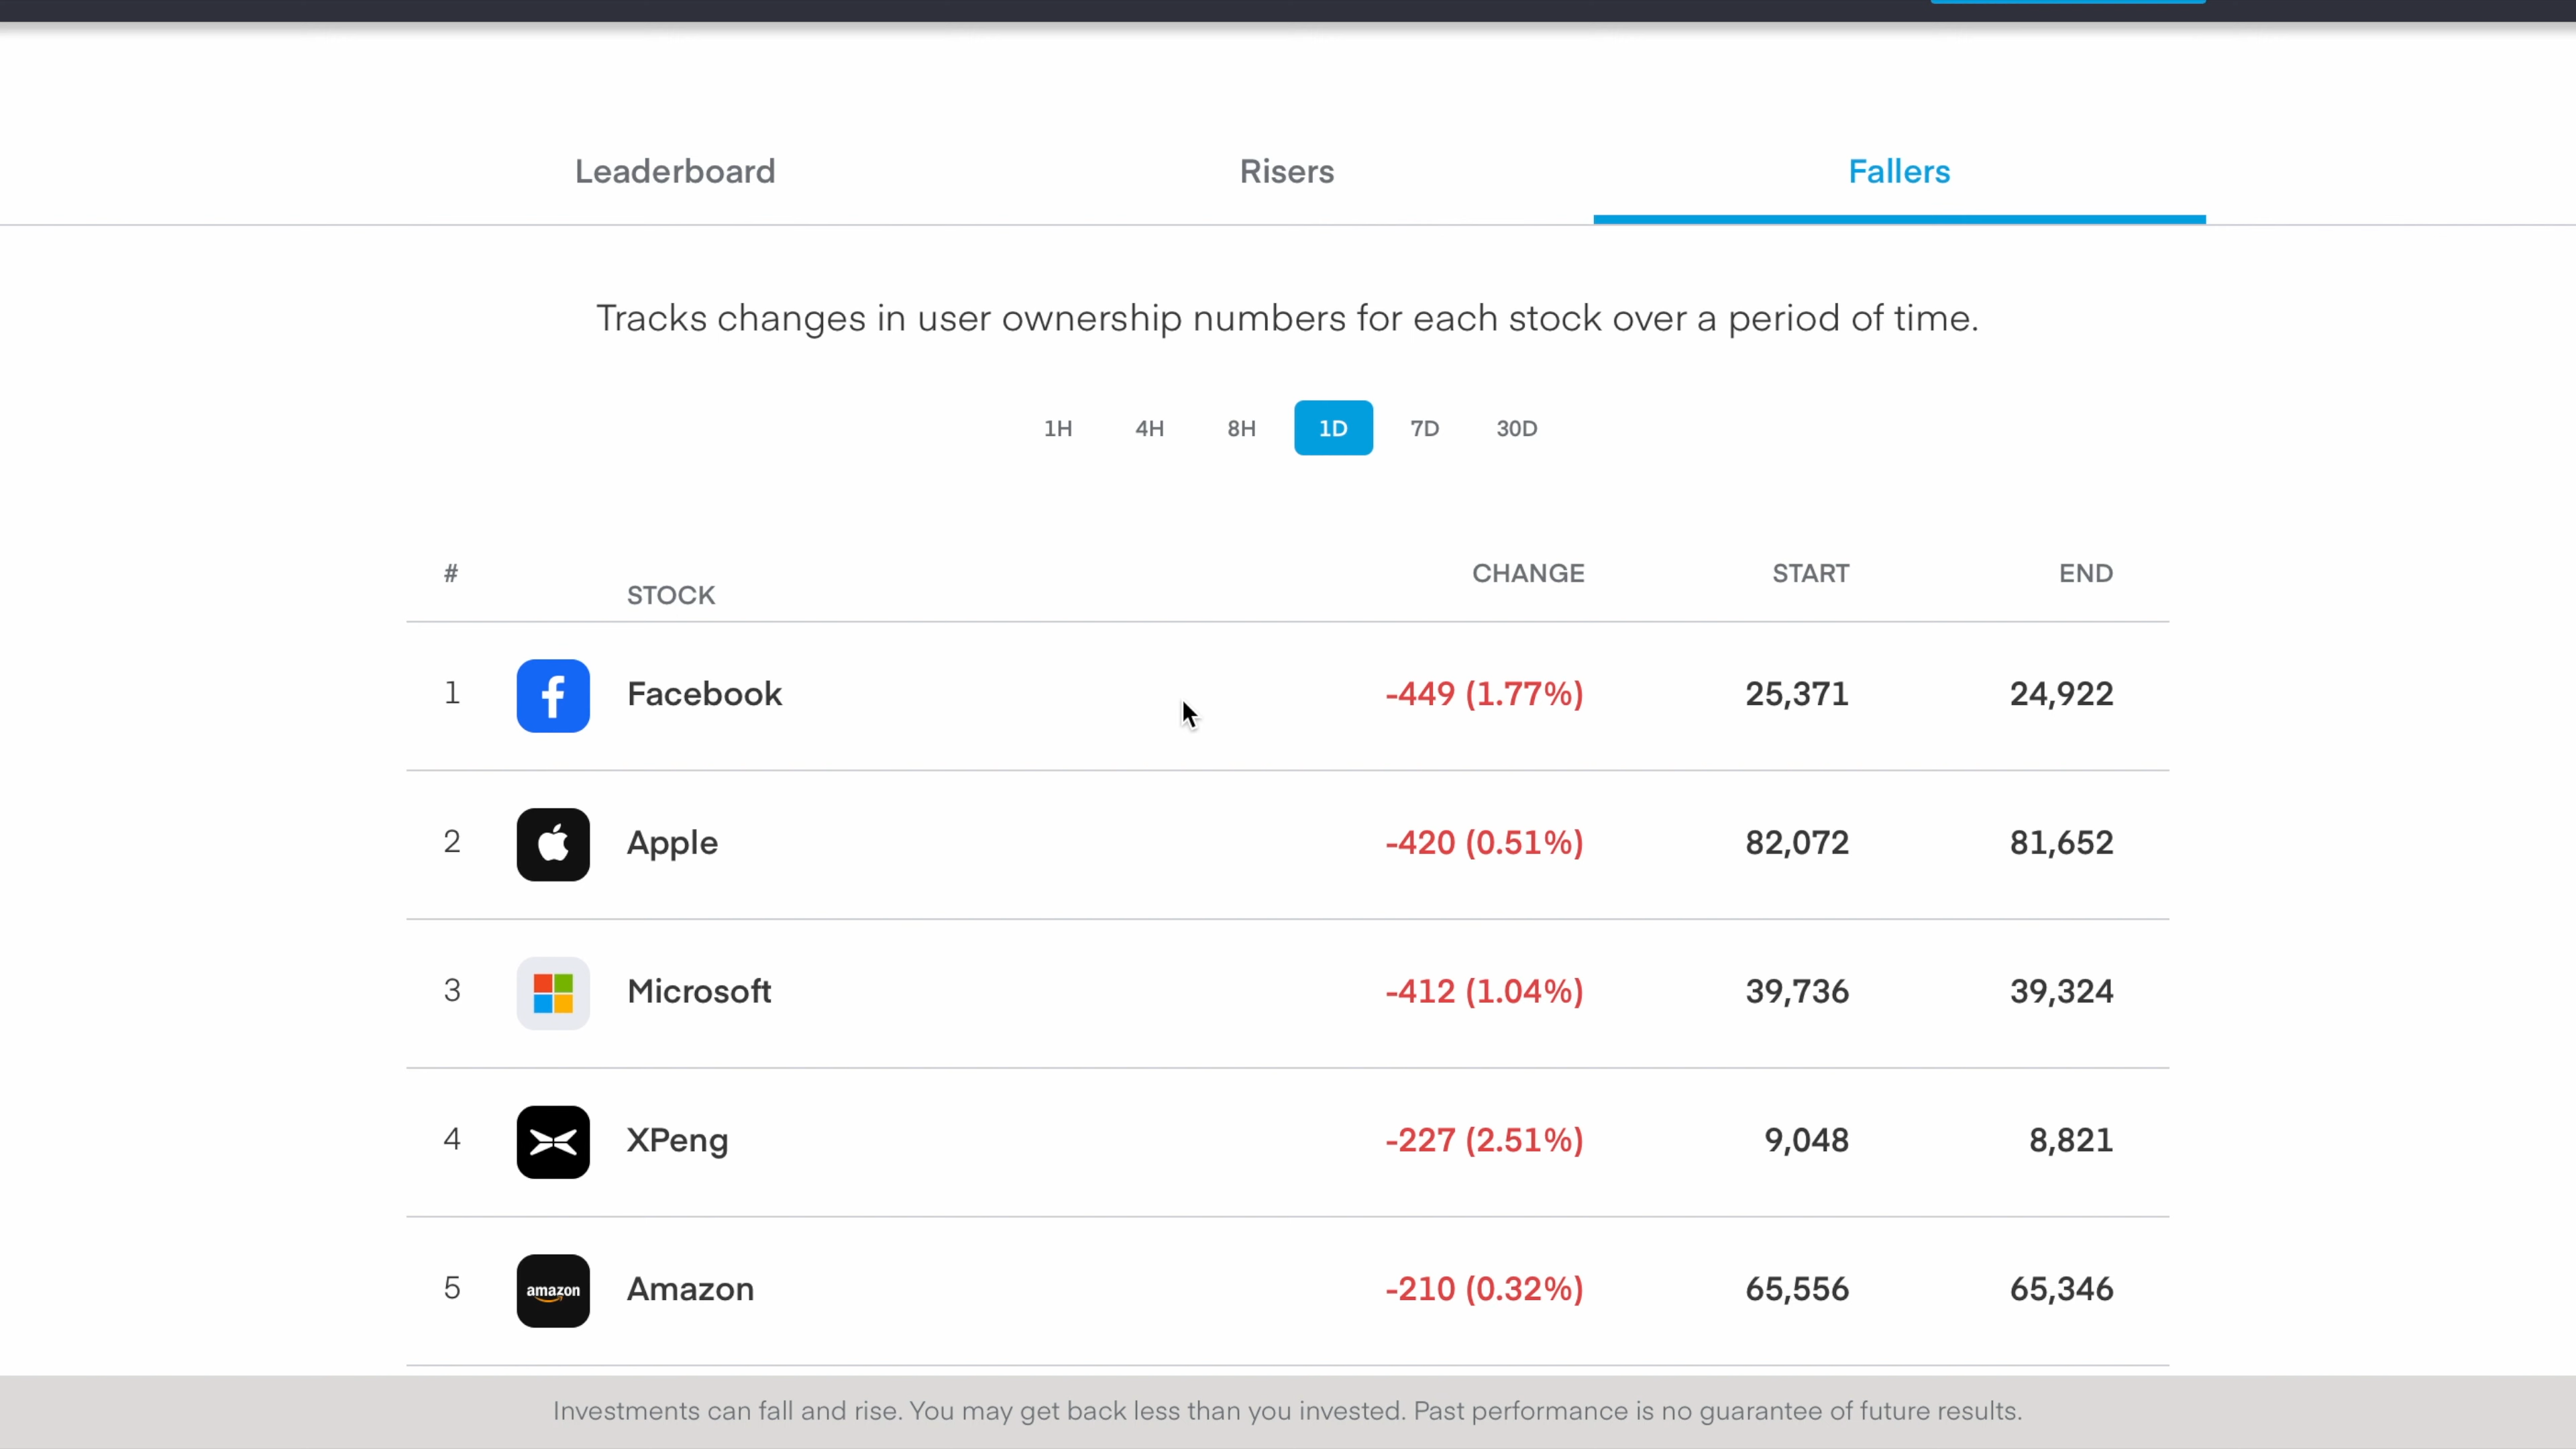 Leaderboard Risers Fallers
Tracks changes in user ownership numbers for each stock over a period of time.
1H 4H 8H 1D 7D 30D
# STOCK CHANGE START END
1 Facebook -449 (1.77%) 25,371 24,922
2 Apple -420 (0.51%) 82,072 81,652
3 Microsoft -412 (1.04%) 39,736 39,324
4 XPeng -227 (2.51%) 9,048 8,821
5 amazon Amazon -210 (0.32%) 65,556 65,346
Investments can fall and rise. You may get back less than you invested. Past performance is no guarantee of future results.